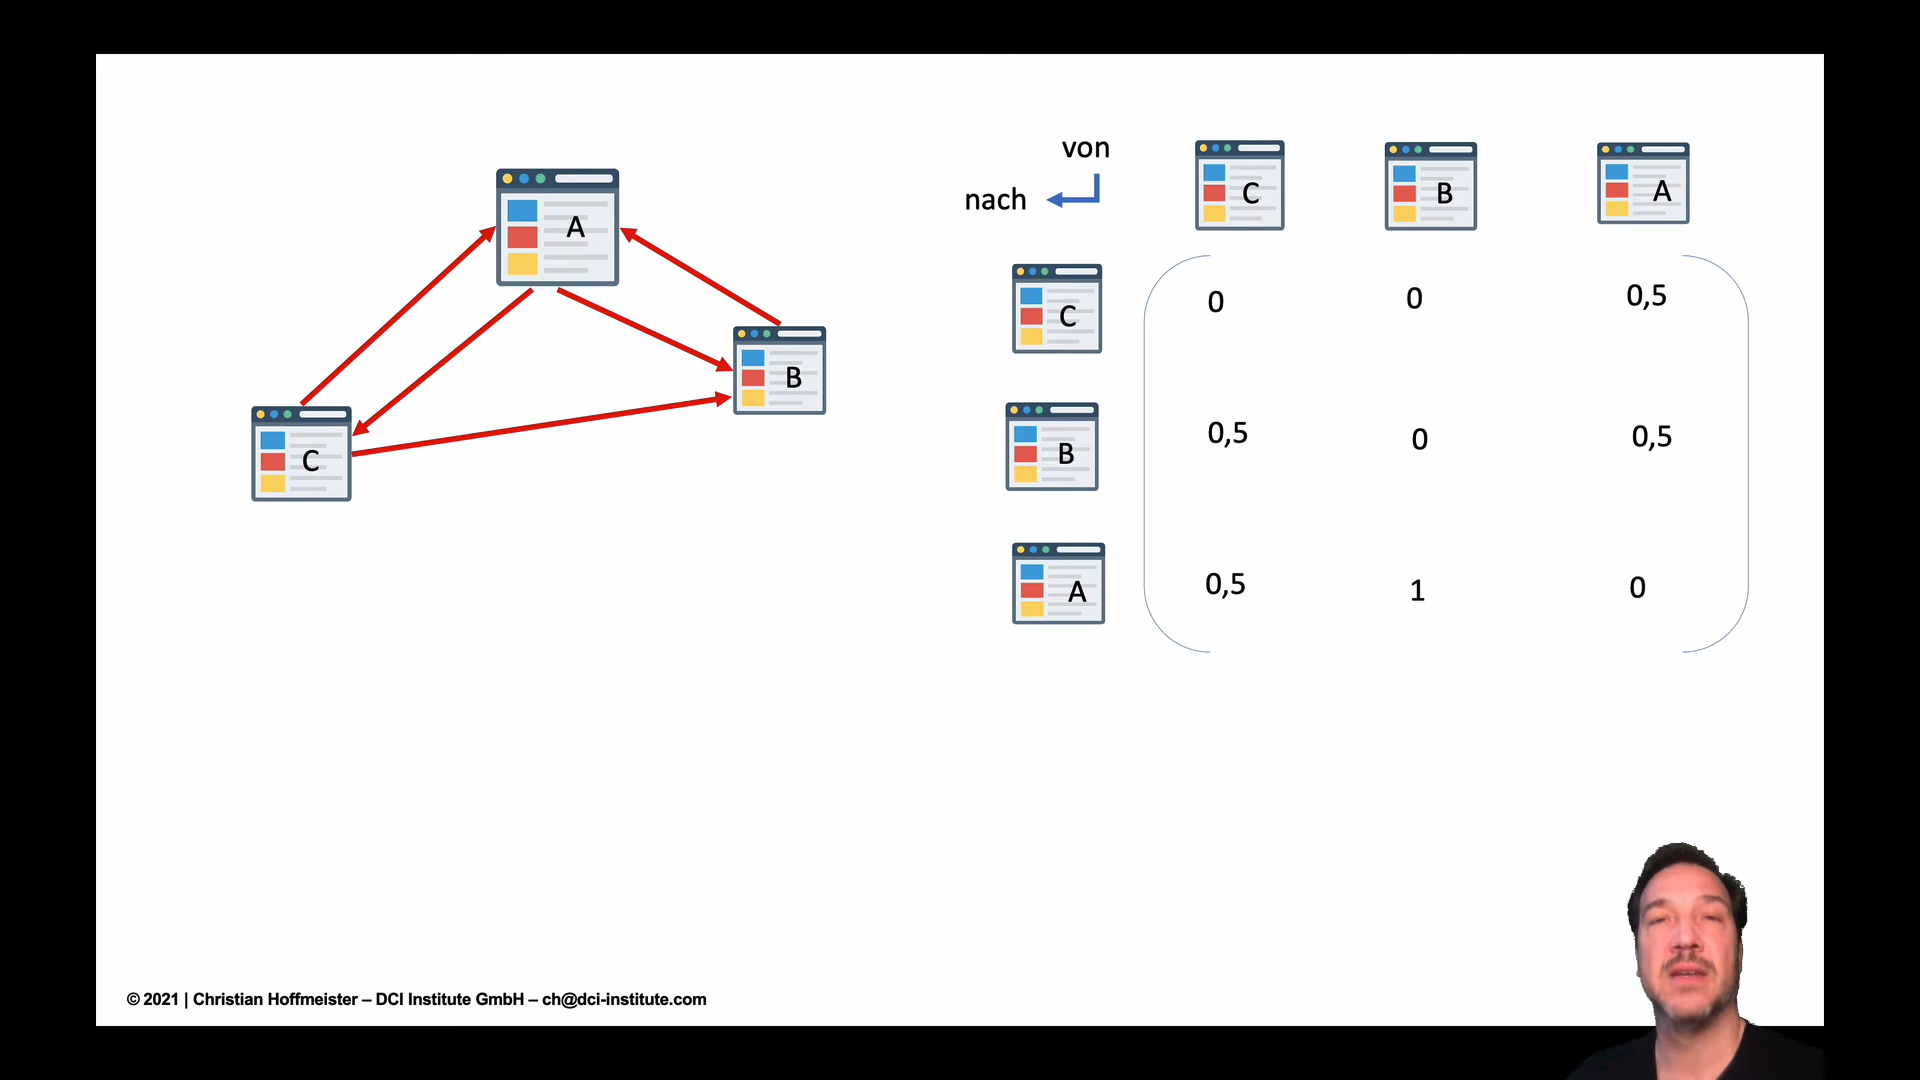 A
B
C
von
nach
C B A
C 0 0 0,5
B 0,5 0 0,5
A 0,5 1 0
© 2021 | Christian Hoffmeister – DCI Institute GmbH – ch@dci-institute.com